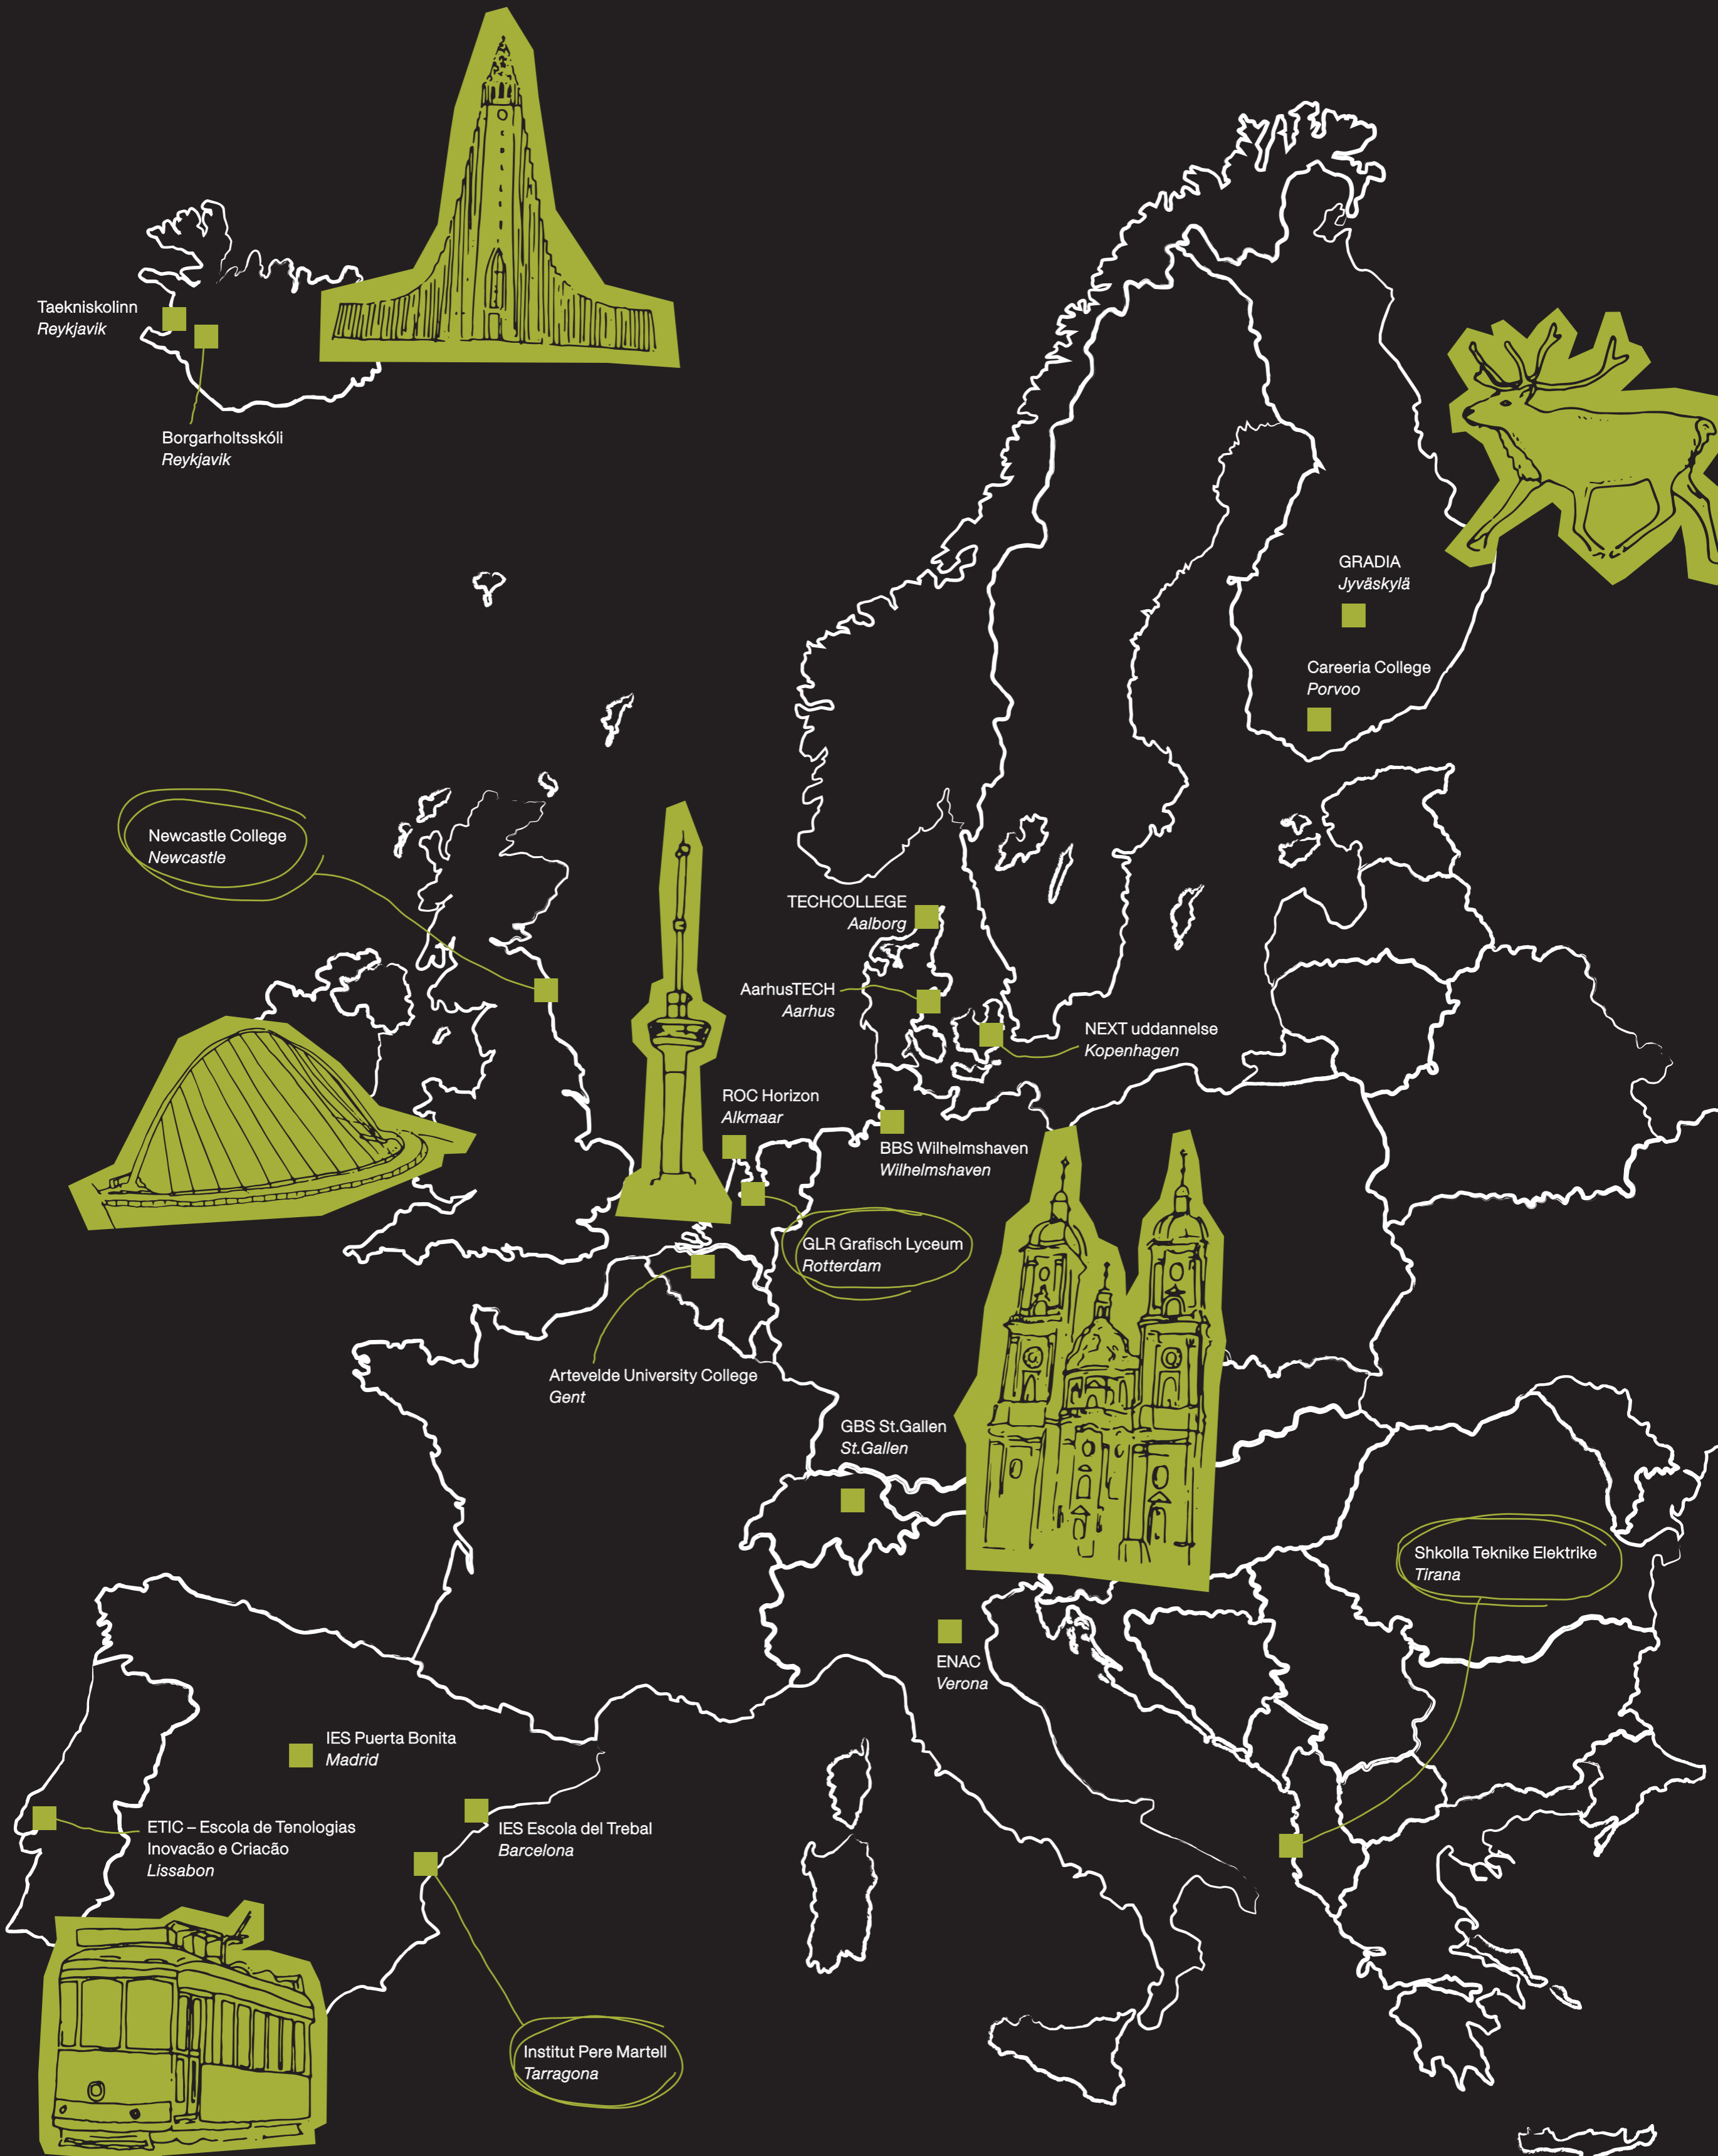 Taekniskolinn
Reykjavik
Borgarholtsskóli
Reykjavik
GRADIA
Jyväskylä
Careeria College
Porvoo
Newcastle College
Newcastle
TECHCOLLEGE
Aalborg
AarhusTECH
Aarhus
NEXT uddannelse
Kopenhagen
ROC Horizon
Alkmaar
BBS Wilhelmshaven
Wilhelmshaven
GLR Grafisch Lyceum
Rotterdam
Artevelde University College
Gent
GBS St.Gallen
St.Gallen
Shkolla Teknike Elektrike
Tirana
ENAC
Verona
IES Puerta Bonita
Madrid
ETIC – Escola de Tenologias
Inovacão e Criacão
Lissabon
IES Escola del Trebal
Barcelona
Institut Pere Martell
Tarragona